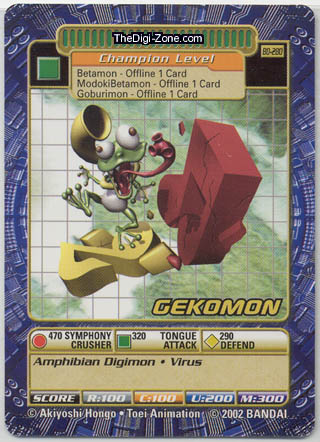 TheDigi-Zone.com
BO-280
Champion Level
Betamon - Offline 1 Card
ModokiBetamon - Offline 1 Card
Goburimon - Offline 1 Card
GEKOMON
470 SYMPHONY CRUSHER
320 TONGUE ATTACK
290 DEFEND
Amphibian Digimon • Virus
SCORE R:100 C:100 U:200 M:300
© Akiyoshi Hongo • Toei Animation © 2002 BANDAI